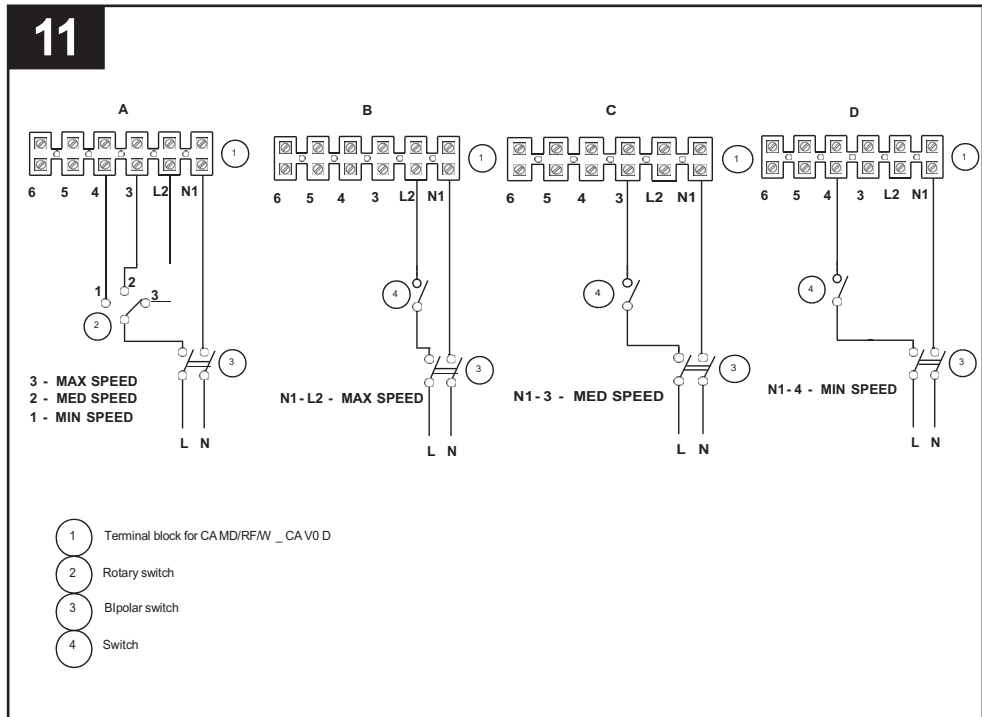 11
A
B
C
D
1
1
1
1
6 5 4 3 L2 N1
6 5 4 3 L2 N1
6 5 4 3 L2 N1
6 5 4 3 L2 N1
1
2
3
2
3
4
3
4
3
4
3
3 - MAX SPEED
2 - MED SPEED
1 - MIN SPEED
N1-L2 - MAX SPEED
N1-3 - MED SPEED
N1-4 - MIN SPEED
L N
L N
L N
L N
1 Terminal block for CA MD/RF/W _ CA V0 D
2 Rotary switch
3 BIpolar switch
4 Switch